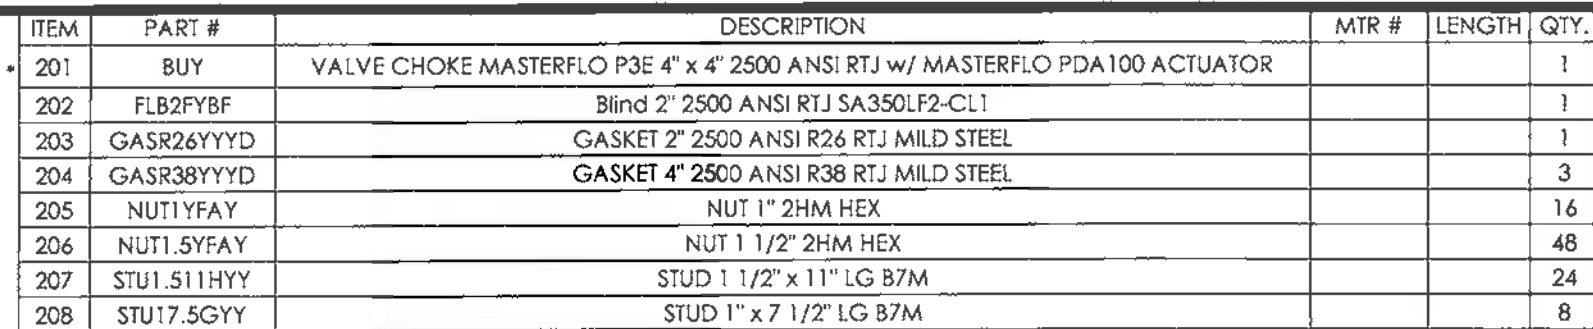 ITEM PART # DESCRIPTION MTR # LENGTH QTY.
201 BUY VALVE CHOKE MASTERFLO P3E 4" x 4" 2500 ANSI RTJ w/ MASTERFLO PDA100 ACTUATOR 1
202 FLB2FYBF Blind 2" 2500 ANSI RTJ SA350LF2-CL1 1
203 GASR26YYYD GASKET 2" 2500 ANSI R26 RTJ MILD STEEL 1
204 GASR38YYYD GASKET 4" 2500 ANSI R38 RTJ MILD STEEL 3
205 NUT1YFAY NUT 1" 2HM HEX 16
206 NUT1.5YFAY NUT 1 1/2" 2HM HEX 48
207 STU1.511HYY STUD 1 1/2" x 11" LG B7M 24
208 STU17.5GYY STUD 1" x 7 1/2" LG B7M 8